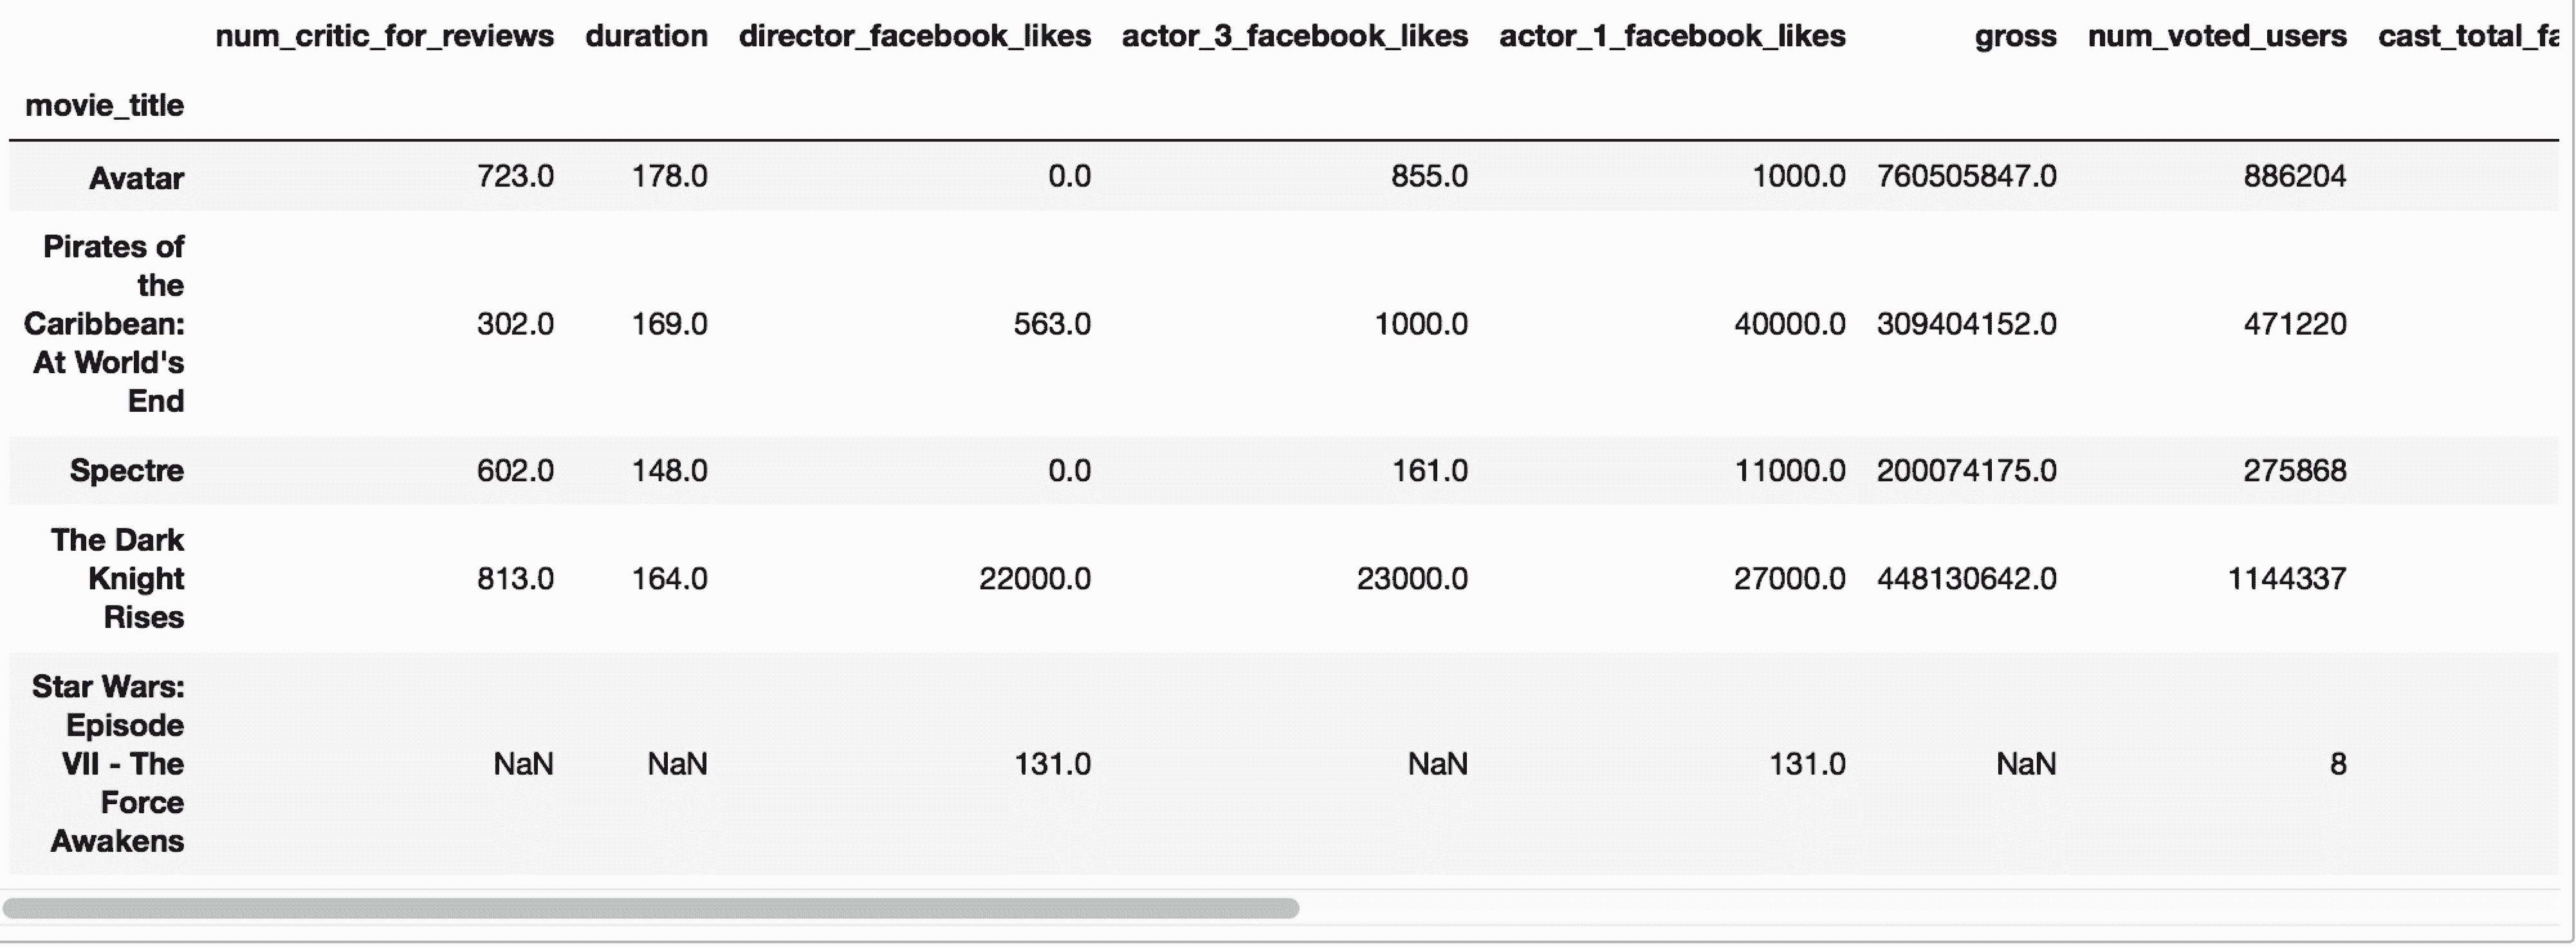 num_critic_for_reviews duration director_facebook_likes actor_3_facebook_likes actor_1_facebook_likes gross num_voted_users cast_total_fa
movie_title
Avatar 723.0 178.0 0.0 855.0 1000.0 760505847.0 886204
Pirates of
the
Caribbean: 302.0 169.0 563.0 1000.0 40000.0 309404152.0 471220
At World's
End
Spectre 602.0 148.0 0.0 161.0 11000.0 200074175.0 275868
The Dark
Knight 813.0 164.0 22000.0 23000.0 27000.0 448130642.0 1144337
Rises
Star Wars:
Episode
VII - The NaN NaN 131.0 NaN 131.0 NaN 8
Force
Awakens